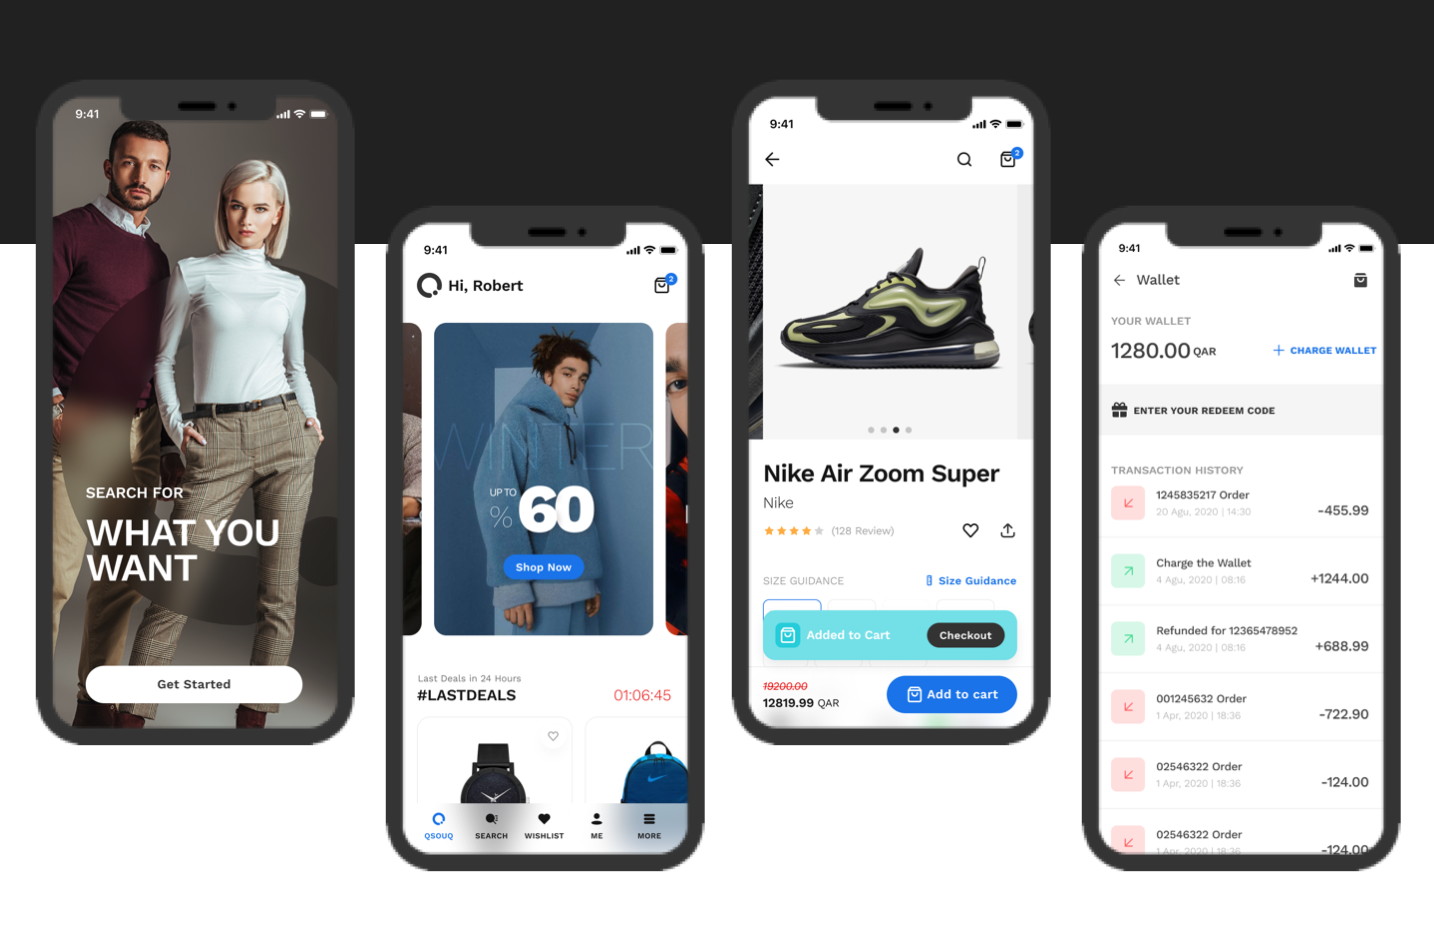 9:41
SEARCH FOR
WHAT YOU
WANT
Get Started
9:41
Hi, Robert
2
WINTER
UP TO
% 60
Shop Now
Last Deals in 24 Hours
#LASTDEALS
01:06:45
QSOUQ
SEARCH
WISHLIST
ME
MORE
9:41
2
Nike Air Zoom Super
Nike
(128 Review)
SIZE GUIDANCE
Size Guidance
Added to Cart
Checkout
19200.00
12819.99 QAR
Add to cart
9:41
Wallet
YOUR WALLET
1280.00 QAR
+ CHARGE WALLET
ENTER YOUR REDEEM CODE
TRANSACTION HISTORY
1245835217 Order
20 Agu, 2020 | 14:30
-455.99
Charge the Wallet
4 Agu, 2020 | 08:16
+1244.00
Refunded for 12365478952
4 Agu, 2020 | 08:16
+688.99
001245632 Order
1 Apr, 2020 | 18:36
-722.90
02546322 Order
1 Apr, 2020 | 18:36
-124.00
02546322 Order
1 Apr, 2020 | 18:36
-124.00